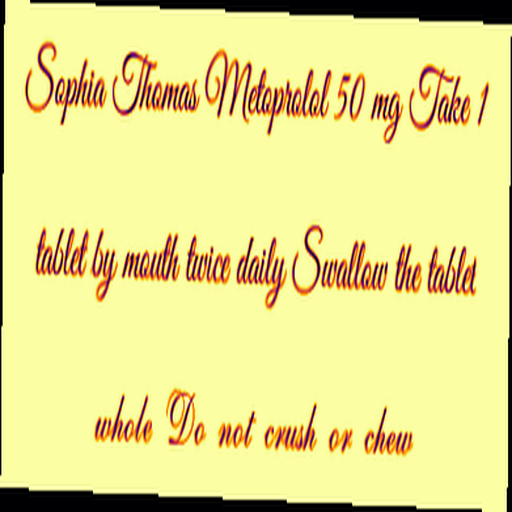 Sophia Thomas Metoprolol 50 mg Take 1
tablet by mouth twice daily Swallow the tablet
whole Do not crush or chew